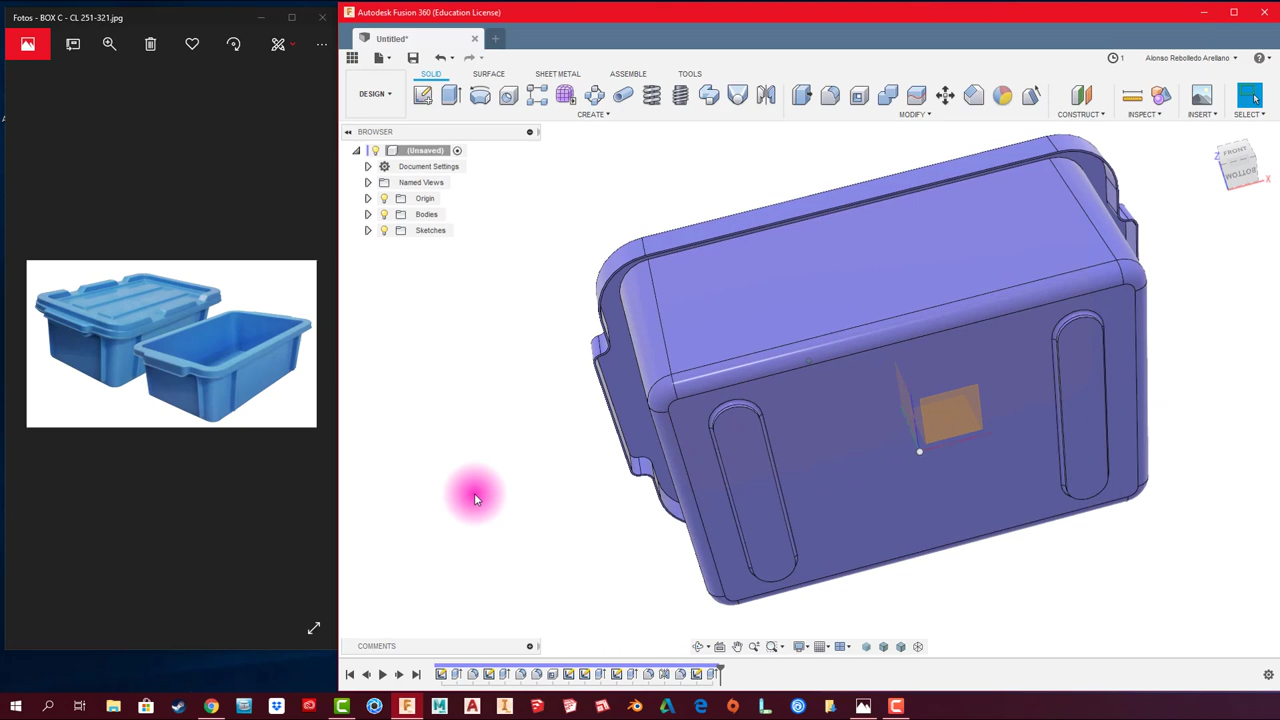 Fotos - BOX C - CL 251-321.jpg
Autodesk Fusion 360 (Education License)
Untitled*
Alonso Rebolledo Arellano
1
SOLID
SURFACE
SHEET METAL
ASSEMBLE
TOOLS
DESIGN
CREATE
MODIFY
CONSTRUCT
INSPECT
INSERT
SELECT
BROWSER
(Unsaved)
Document Settings
Named Views
Origin
Bodies
Sketches
FRONT
BOTTOM
Z
X
COMMENTS